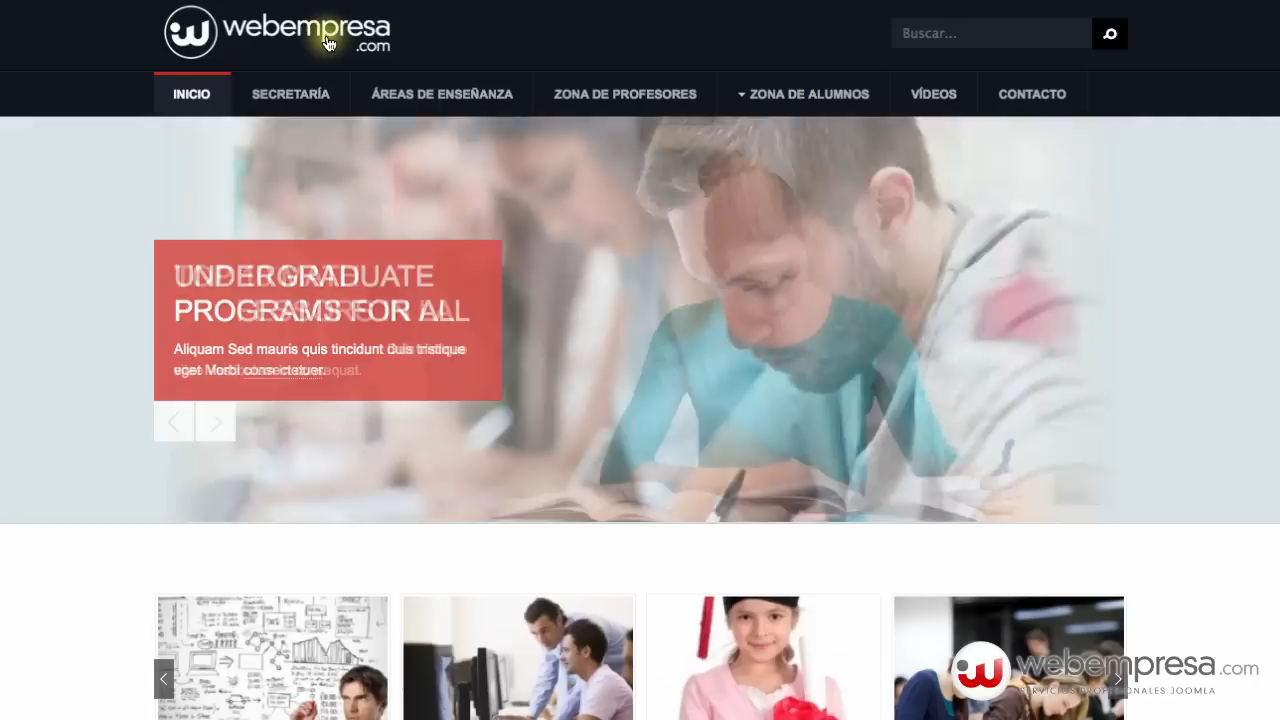 webempresa
.com
Buscar...
INICIO
SECRETARÍA
ÁREAS DE ENSEÑANZA
ZONA DE PROFESORES
ZONA DE ALUMNOS
VÍDEOS
CONTACTO
UNDERGRADUATE
PROGRAMS FOR ALL
Aliquam Sed mauris quis tincidunt duis tristique
eget Morbi consectetuer.
webempresa.com
SERVICIOS PROFESIONALES JOOMLA